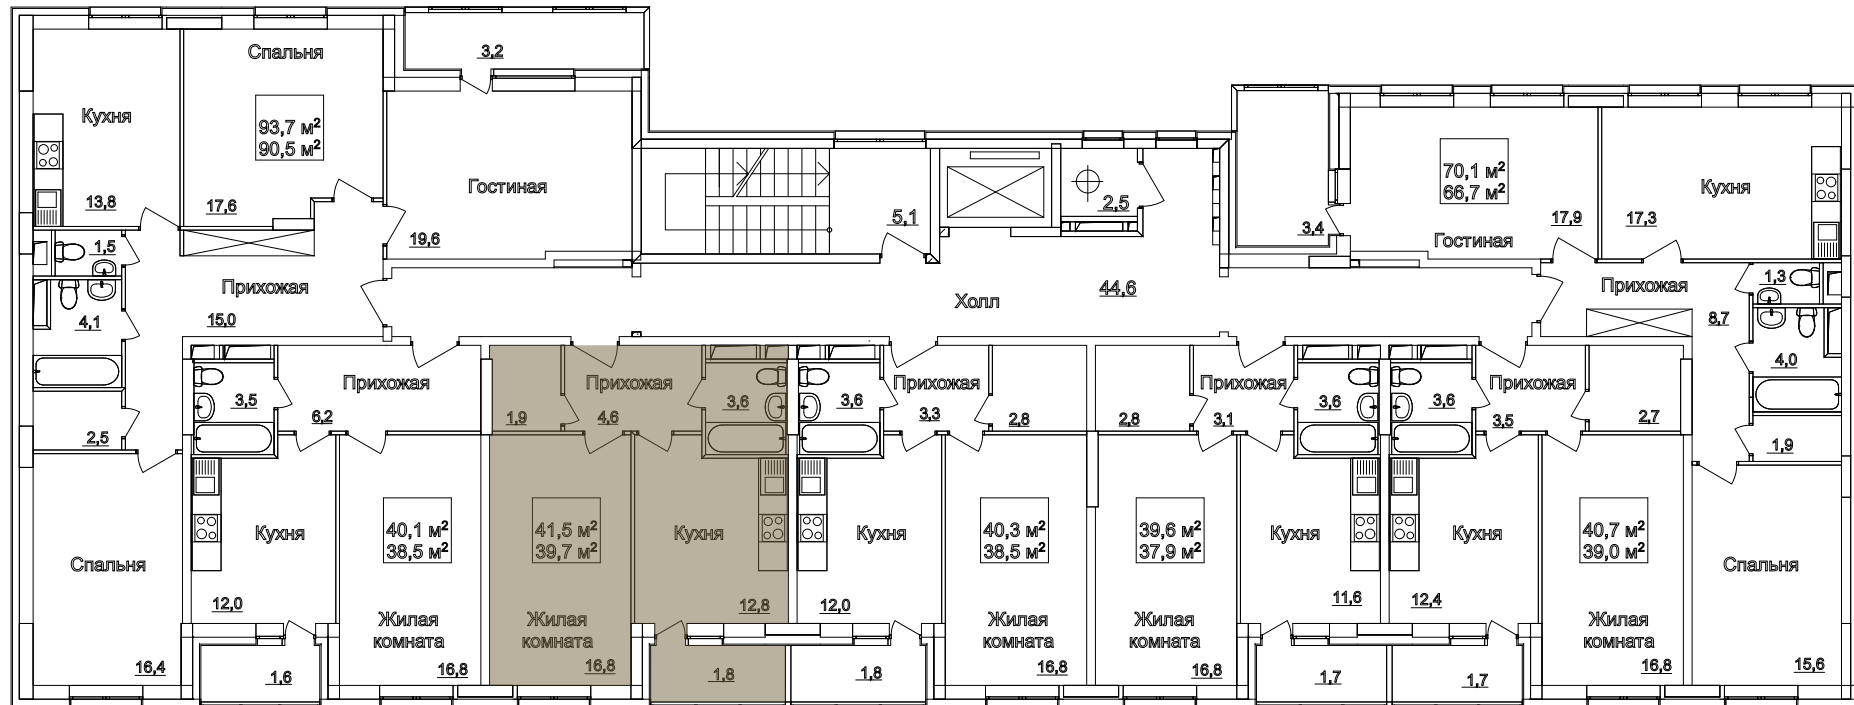 3,2
Спальня
93,7 м²
90,5 м²
Кухня
13,8
17,6
Гостиная
19,6
5,1
2,5
3,4
70,1 м²
66,7 м²
17,9
Гостиная
Кухня
17,3
1,5
4,1
Прихожая
15,0
Холл
44,6
Прихожая
8,7
1,3
4,0
2,5
Спальня
16,4
3,5
Прихожая
6,2
Кухня
12,0
1,6
40,1 м²
38,5 м²
Жилая
комната
16,8
1,9
Прихожая
4,6
3,6
41,5 м²
39,7 м²
Жилая
комната
16,8
Кухня
12,8
1,8
3,6
Прихожая
3,3
2,8
Кухня
12,0
1,8
40,3 м²
38,5 м²
Жилая
комната
16,8
2,8
Прихожая
3,1
3,6
39,6 м²
37,9 м²
Жилая
комната
16,8
Кухня
11,6
1,7
3,6
Прихожая
3,5
2,7
Кухня
12,4
1,7
40,7 м²
39,0 м²
Жилая
комната
16,8
1,9
Спальня
15,6